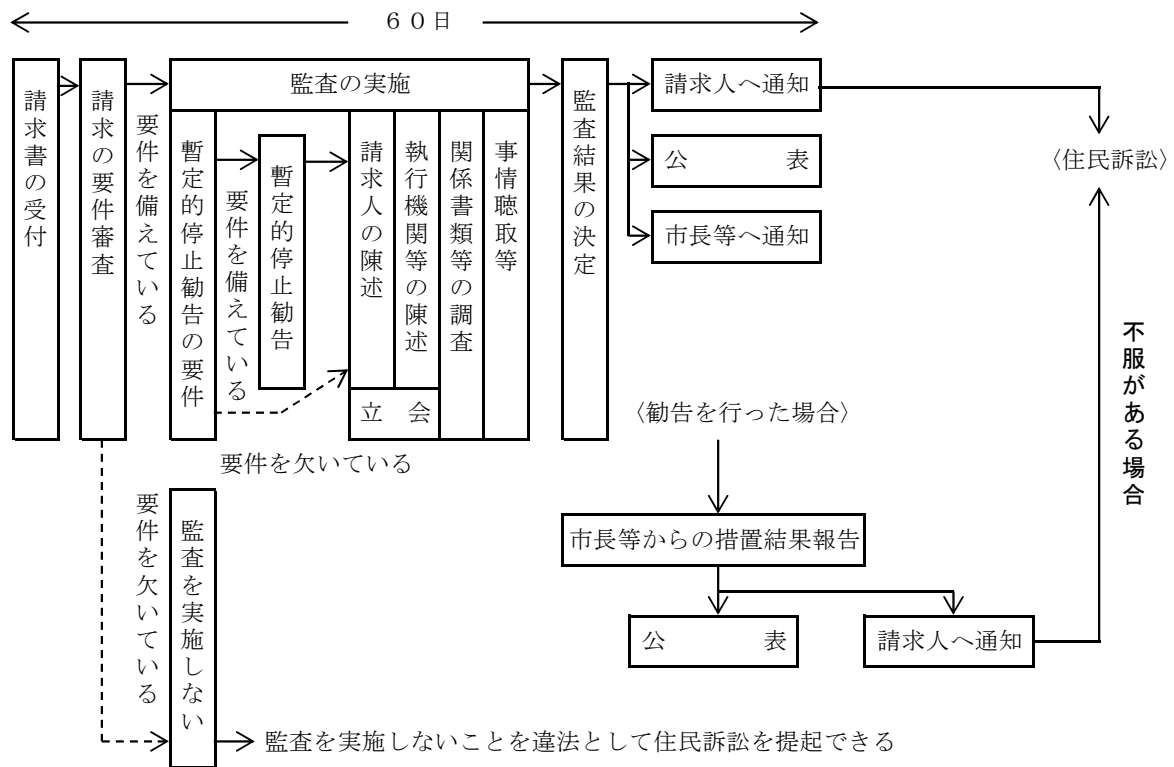 ６０日
請求書の受付
請求の要件審査
要件を備えている
監査の実施
暫定的停止勧告の要件
要件を備えている
暫定的停止勧告
請求人の陳述
執行機関等の陳述
立　会
関係書類等の調査
事情聴取等
要件を欠いている
監査結果の決定
請求人へ通知
公　　　表
市長等へ通知
〈住民訴訟〉
不服がある場合
〈勧告を行った場合〉
市長等からの措置結果報告
公　　　表
請求人へ通知
要件を欠いている
監査を実施しない
監査を実施しないことを違法として住民訴訟を提起できる